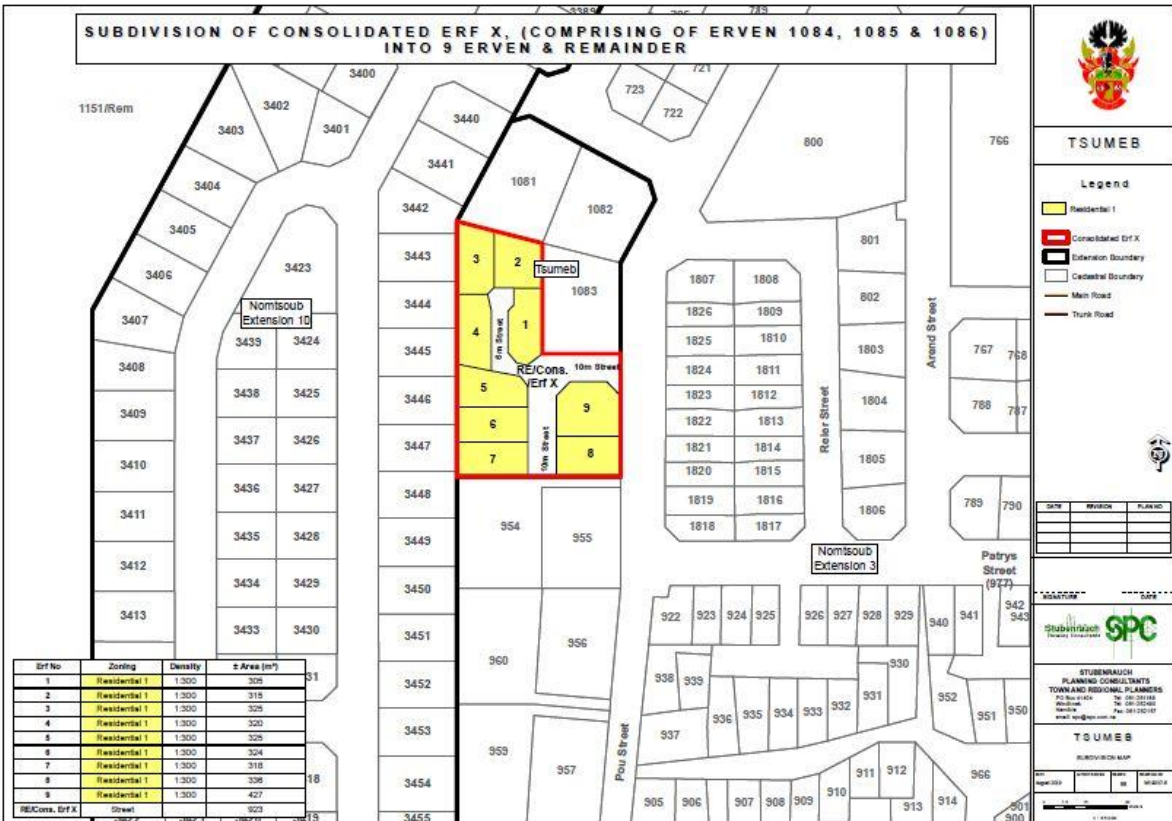 SUBDIVISION OF CONSOLIDATED ERF X, (COMPRISING OF ERVEN 1084, 1085 & 1086)
INTO 9 ERVEN & REMAINDER
3389
789
721
723
722
3400
3402
3401
3403
1151/Rem
3440
3441
3404
3405
3406
3407
3442
3443
3444
3445
3446
3447
3448
3449
3450
3451
3452
3453
3454
3455
3423
Nomtsoub
Extension 10
3439 3424
3438 3425
3437 3426
3436 3427
3435 3428
3434 3429
3433 3430
31
18
3408
3409
3410
3411
3412
3413
1081
1082
1083
Tsumeb
3
2
4
1
6m Street
RE/Cons.
/Erf X
10m Street
5
6
7
10m Street
9
8
954
955
960
956
959
957
Pou Street
800
766
801
802
1803
1804
1805
1806
1807 1808
1826 1809
1825 1810
1824 1811
1823 1812
1822 1813
1821 1814
1820 1815
1819 1816
1818 1817
Reier Street
Arend Street
767 768
788 787
789 790
Nomtsoub
Extension 3
Patrys
Street
(977)
922 923 924 925
926 927 928 929
940 941
942
943
938 939
936 935 934 933 932
937
930
931
952
951 950
911 912
966
905 906 907 908 909 910
913 914
901
900
Erf No Zoning Density ± Area (m²)
1 Residential 1 1:300 305
2 Residential 1 1:300 315
3 Residential 1 1:300 325
4 Residential 1 1:300 320
5 Residential 1 1:300 325
6 Residential 1 1:300 324
7 Residential 1 1:300 318
8 Residential 1 1:300 336
9 Residential 1 1:300 427
RE/Cons. Erf X Street 923
TSUMEB
Legend
Residential 1
Consolidated Erf X
Extension Boundary
Cadastral Boundary
Main Road
Trunk Road
DATE REVISION PLAN NO
SIGNATURE DATE
Stubenrauch
SPC
STUBENRAUCH
PLANNING CONSULTANTS
TOWN AND REGIONAL PLANNERS
TSUMEB
SUBDIVISION MAP